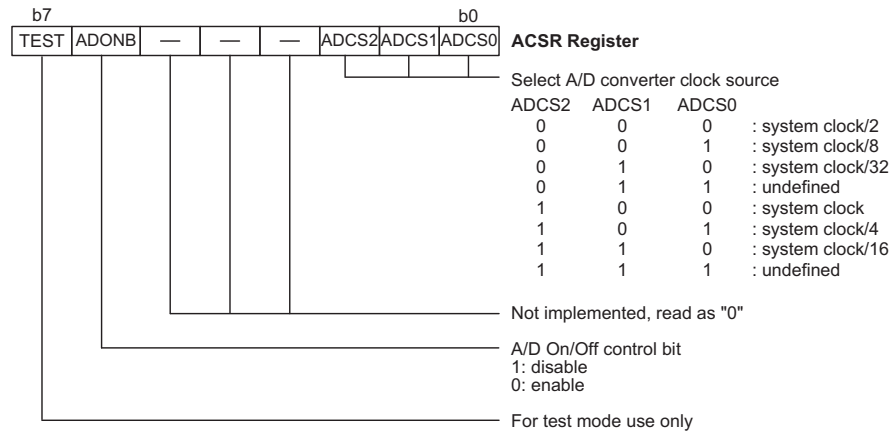 b7 b0
TEST ADONB — — — ADCS2 ADCS1 ADCS0 ACSR Register
Select A/D converter clock source
ADCS2 ADCS1 ADCS0
0 0 0 : system clock/2
0 0 1 : system clock/8
0 1 0 : system clock/32
0 1 1 : undefined
1 0 0 : system clock
1 0 1 : system clock/4
1 1 0 : system clock/16
1 1 1 : undefined
Not implemented, read as "0"
A/D On/Off control bit
1: disable
0: enable
For test mode use only